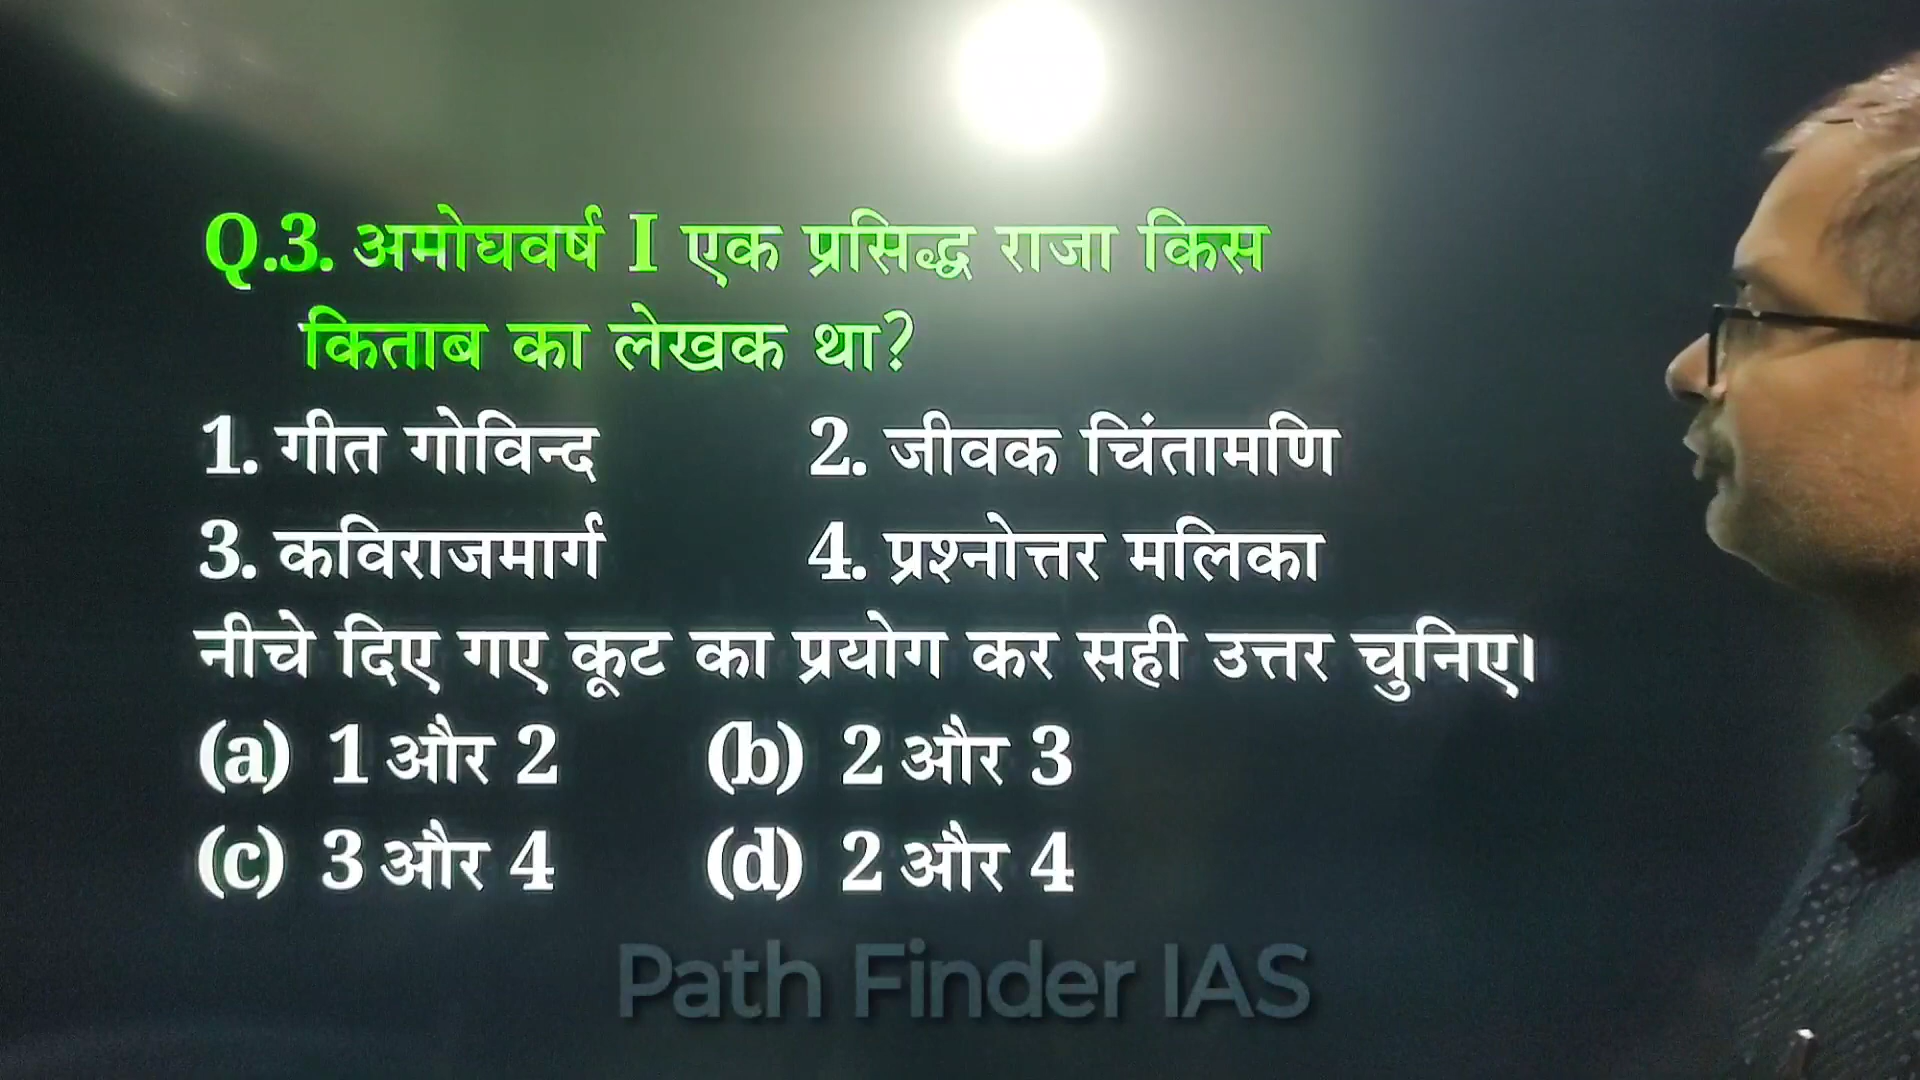 Q.3. अमोघवर्ष I एक प्रसिद्ध राजा किस
किताब का लेखक था?
1. गीत गोविन्द 2. जीवक चिंतामणि
3. कविराजमार्ग 4. प्रश्नोत्तर मलिका
नीचे दिए गए कूट का प्रयोग कर सही उत्तर चुनिए।
(a) 1 और 2 (b) 2 और 3
(c) 3 और 4 (d) 2 और 4
Path Finder IAS